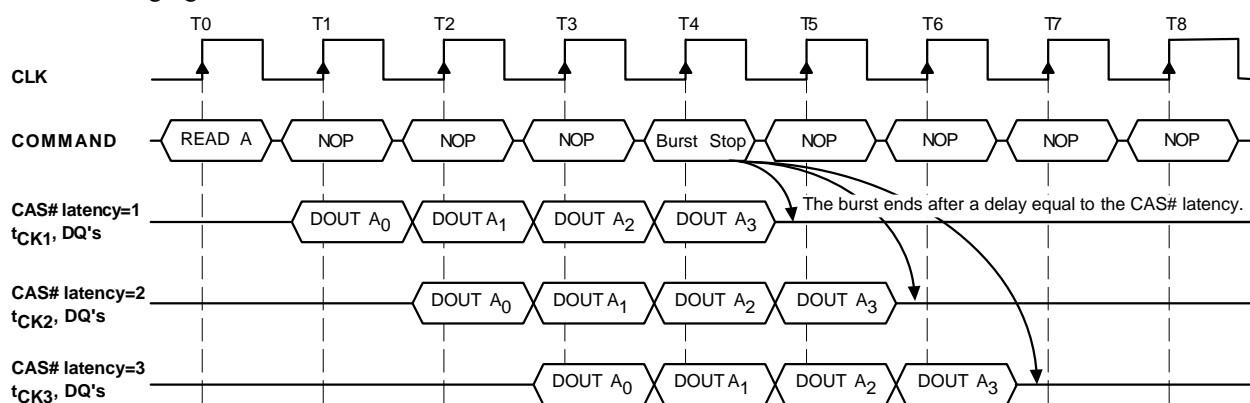 T0 T1 T2 T3 T4 T5 T6 T7 T8
CLK
COMMAND READ A NOP NOP NOP Burst Stop NOP NOP NOP NOP
CAS# latency=1
tCK1, DQ's DOUT A0 DOUT A1 DOUT A2 DOUT A3
The burst ends after a delay equal to the CAS# latency.
CAS# latency=2
tCK2, DQ's DOUT A0 DOUT A1 DOUT A2 DOUT A3
CAS# latency=3
tCK3, DQ's DOUT A0 DOUT A1 DOUT A2 DOUT A3